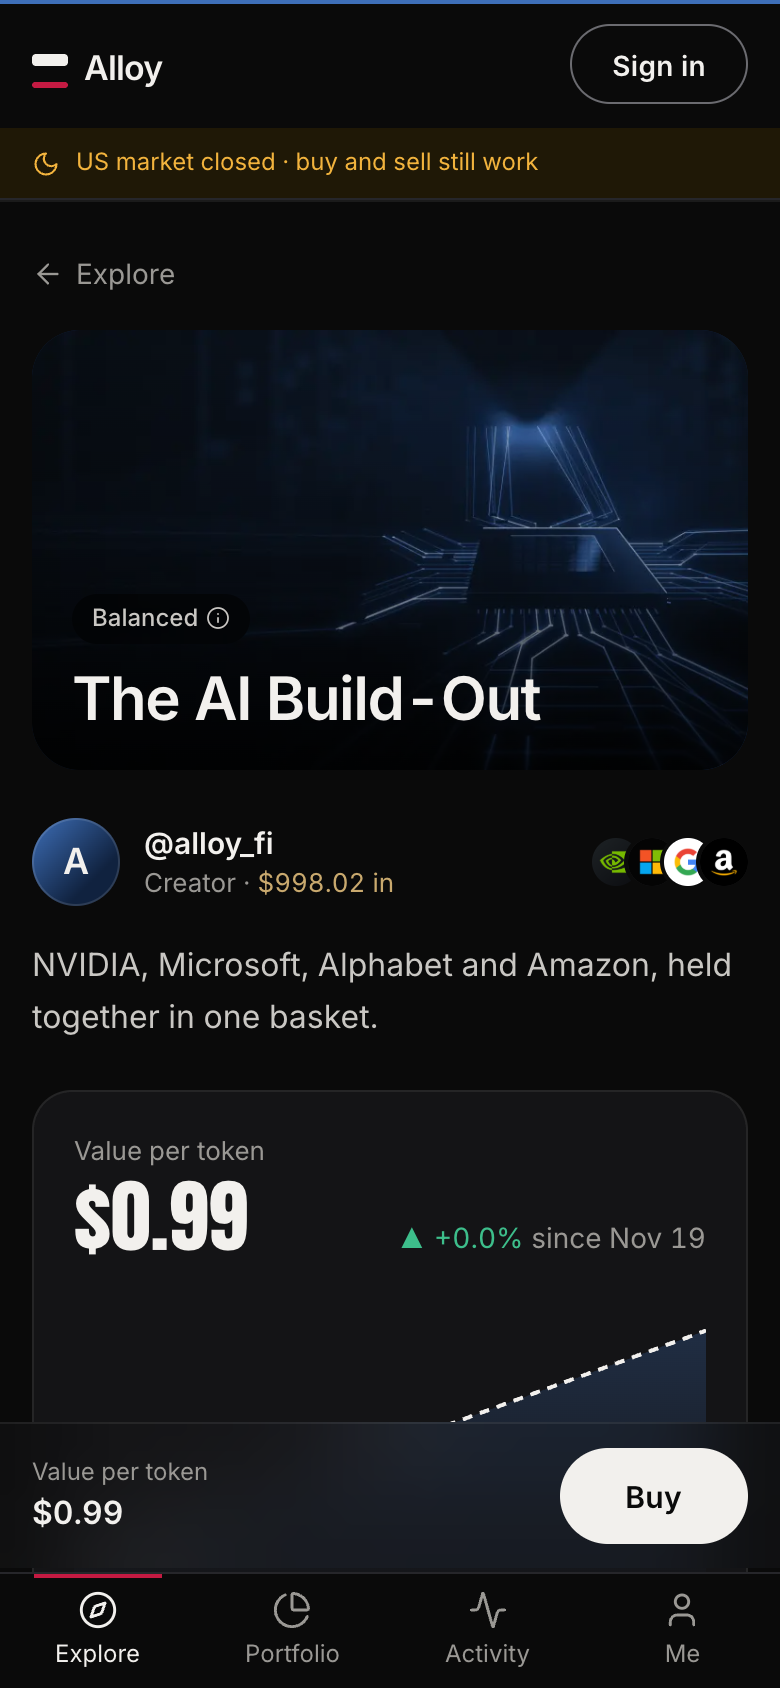 Alloy
Sign in
US market closed · buy and sell still work
← Explore
Balanced
The AI Build-Out
A
@alloy_fi
Creator · $998.02 in
NVIDIA, Microsoft, Alphabet and Amazon, held
together in one basket.
Value per token
$0.99
▲ +0.0% since Nov 19
Value per token
$0.99
Buy
Explore
Portfolio
Activity
Me